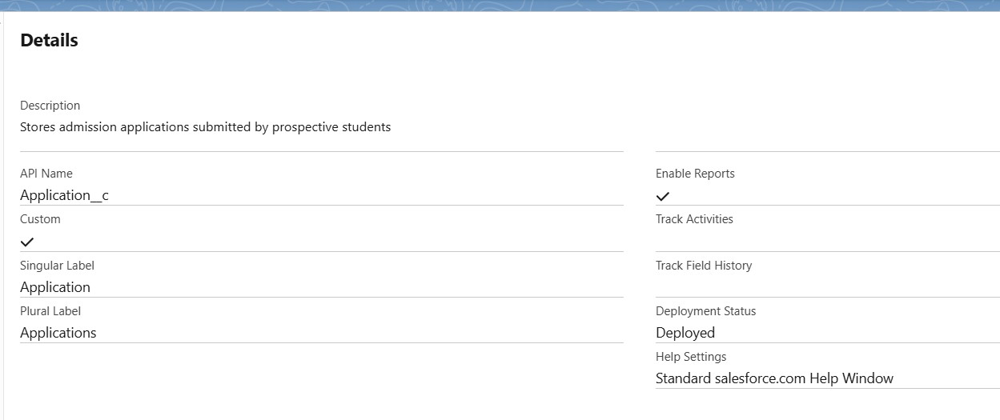 Details
Description
Stores admission applications submitted by prospective students
API Name
Application__c
Custom
Singular Label
Application
Plural Label
Applications
Enable Reports
Track Activities
Track Field History
Deployment Status
Deployed
Help Settings
Standard salesforce.com Help Window